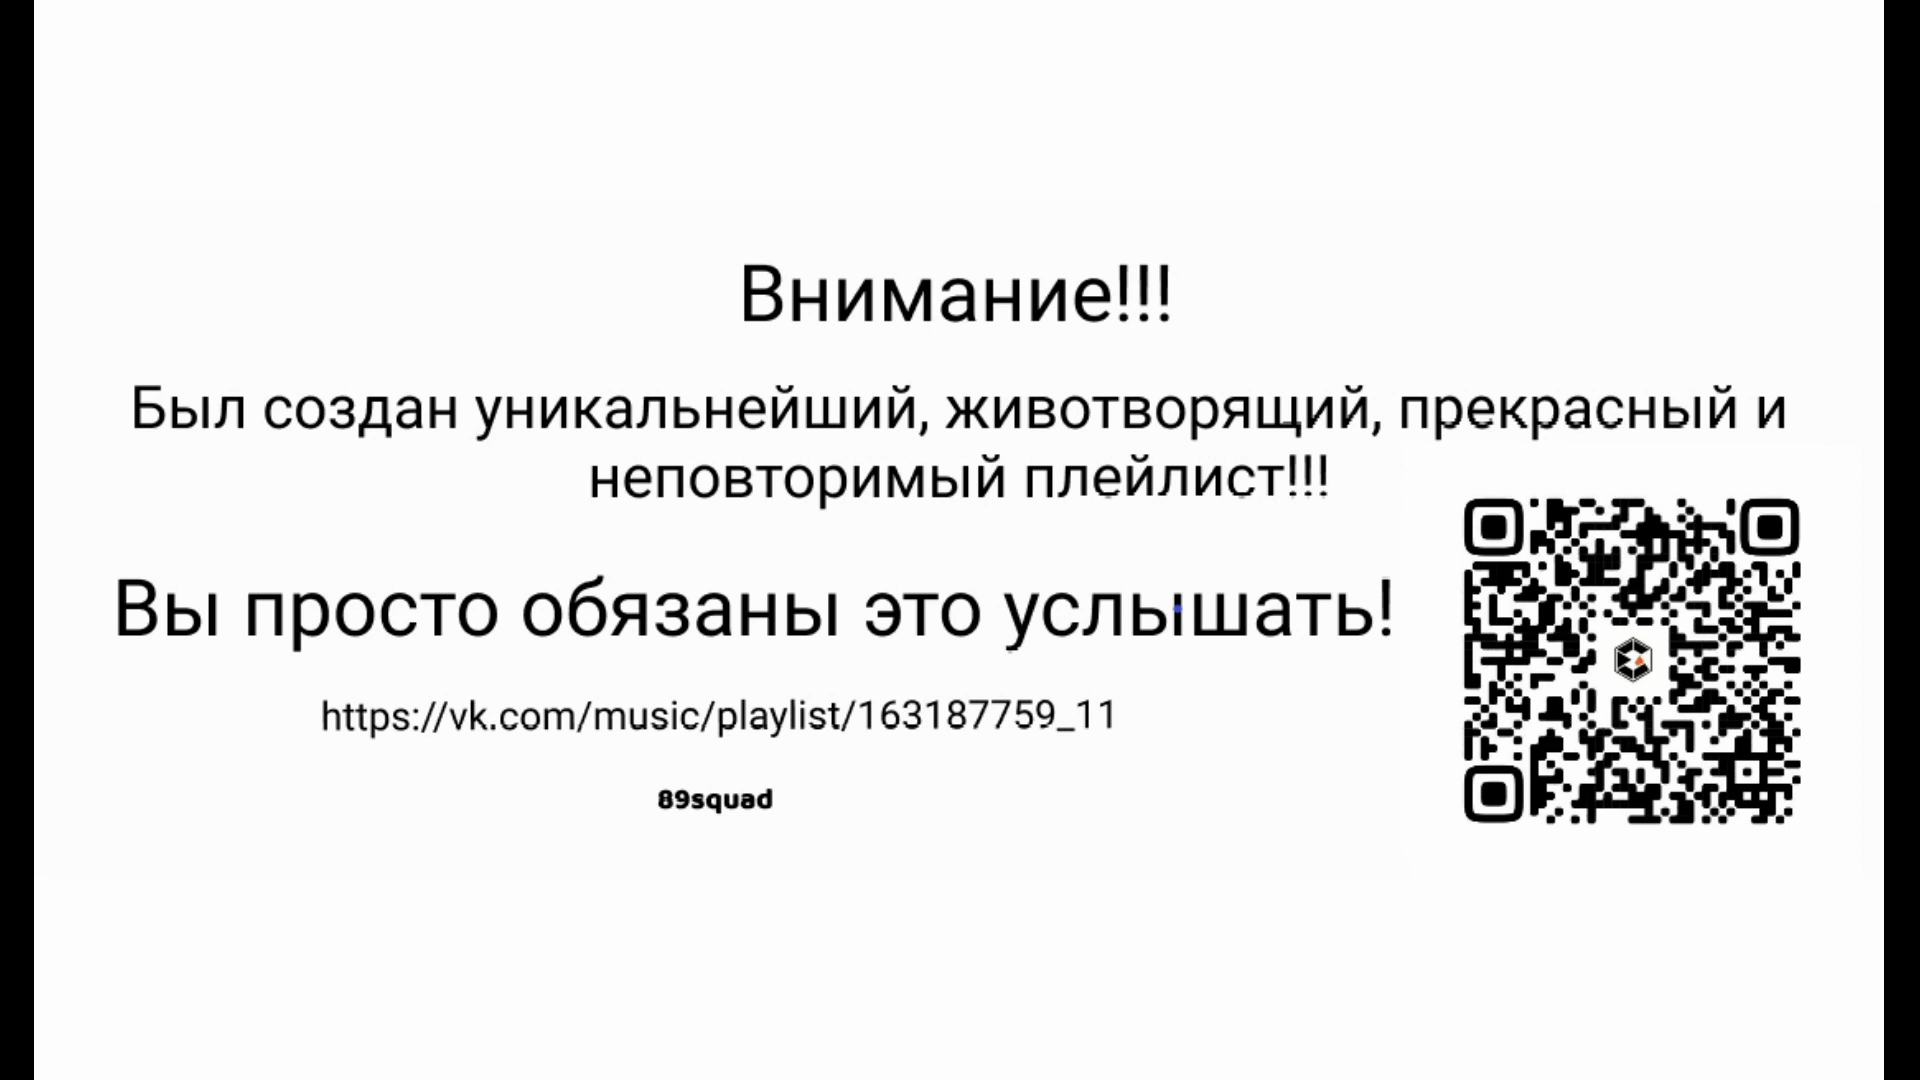 Внимание!!!
Был создан уникальнейший, животворящий, прекрасный и
неповторимый плейлист!!!
Вы просто обязаны это услышать!
https://vk.com/music/playlist/163187759_11
89squad